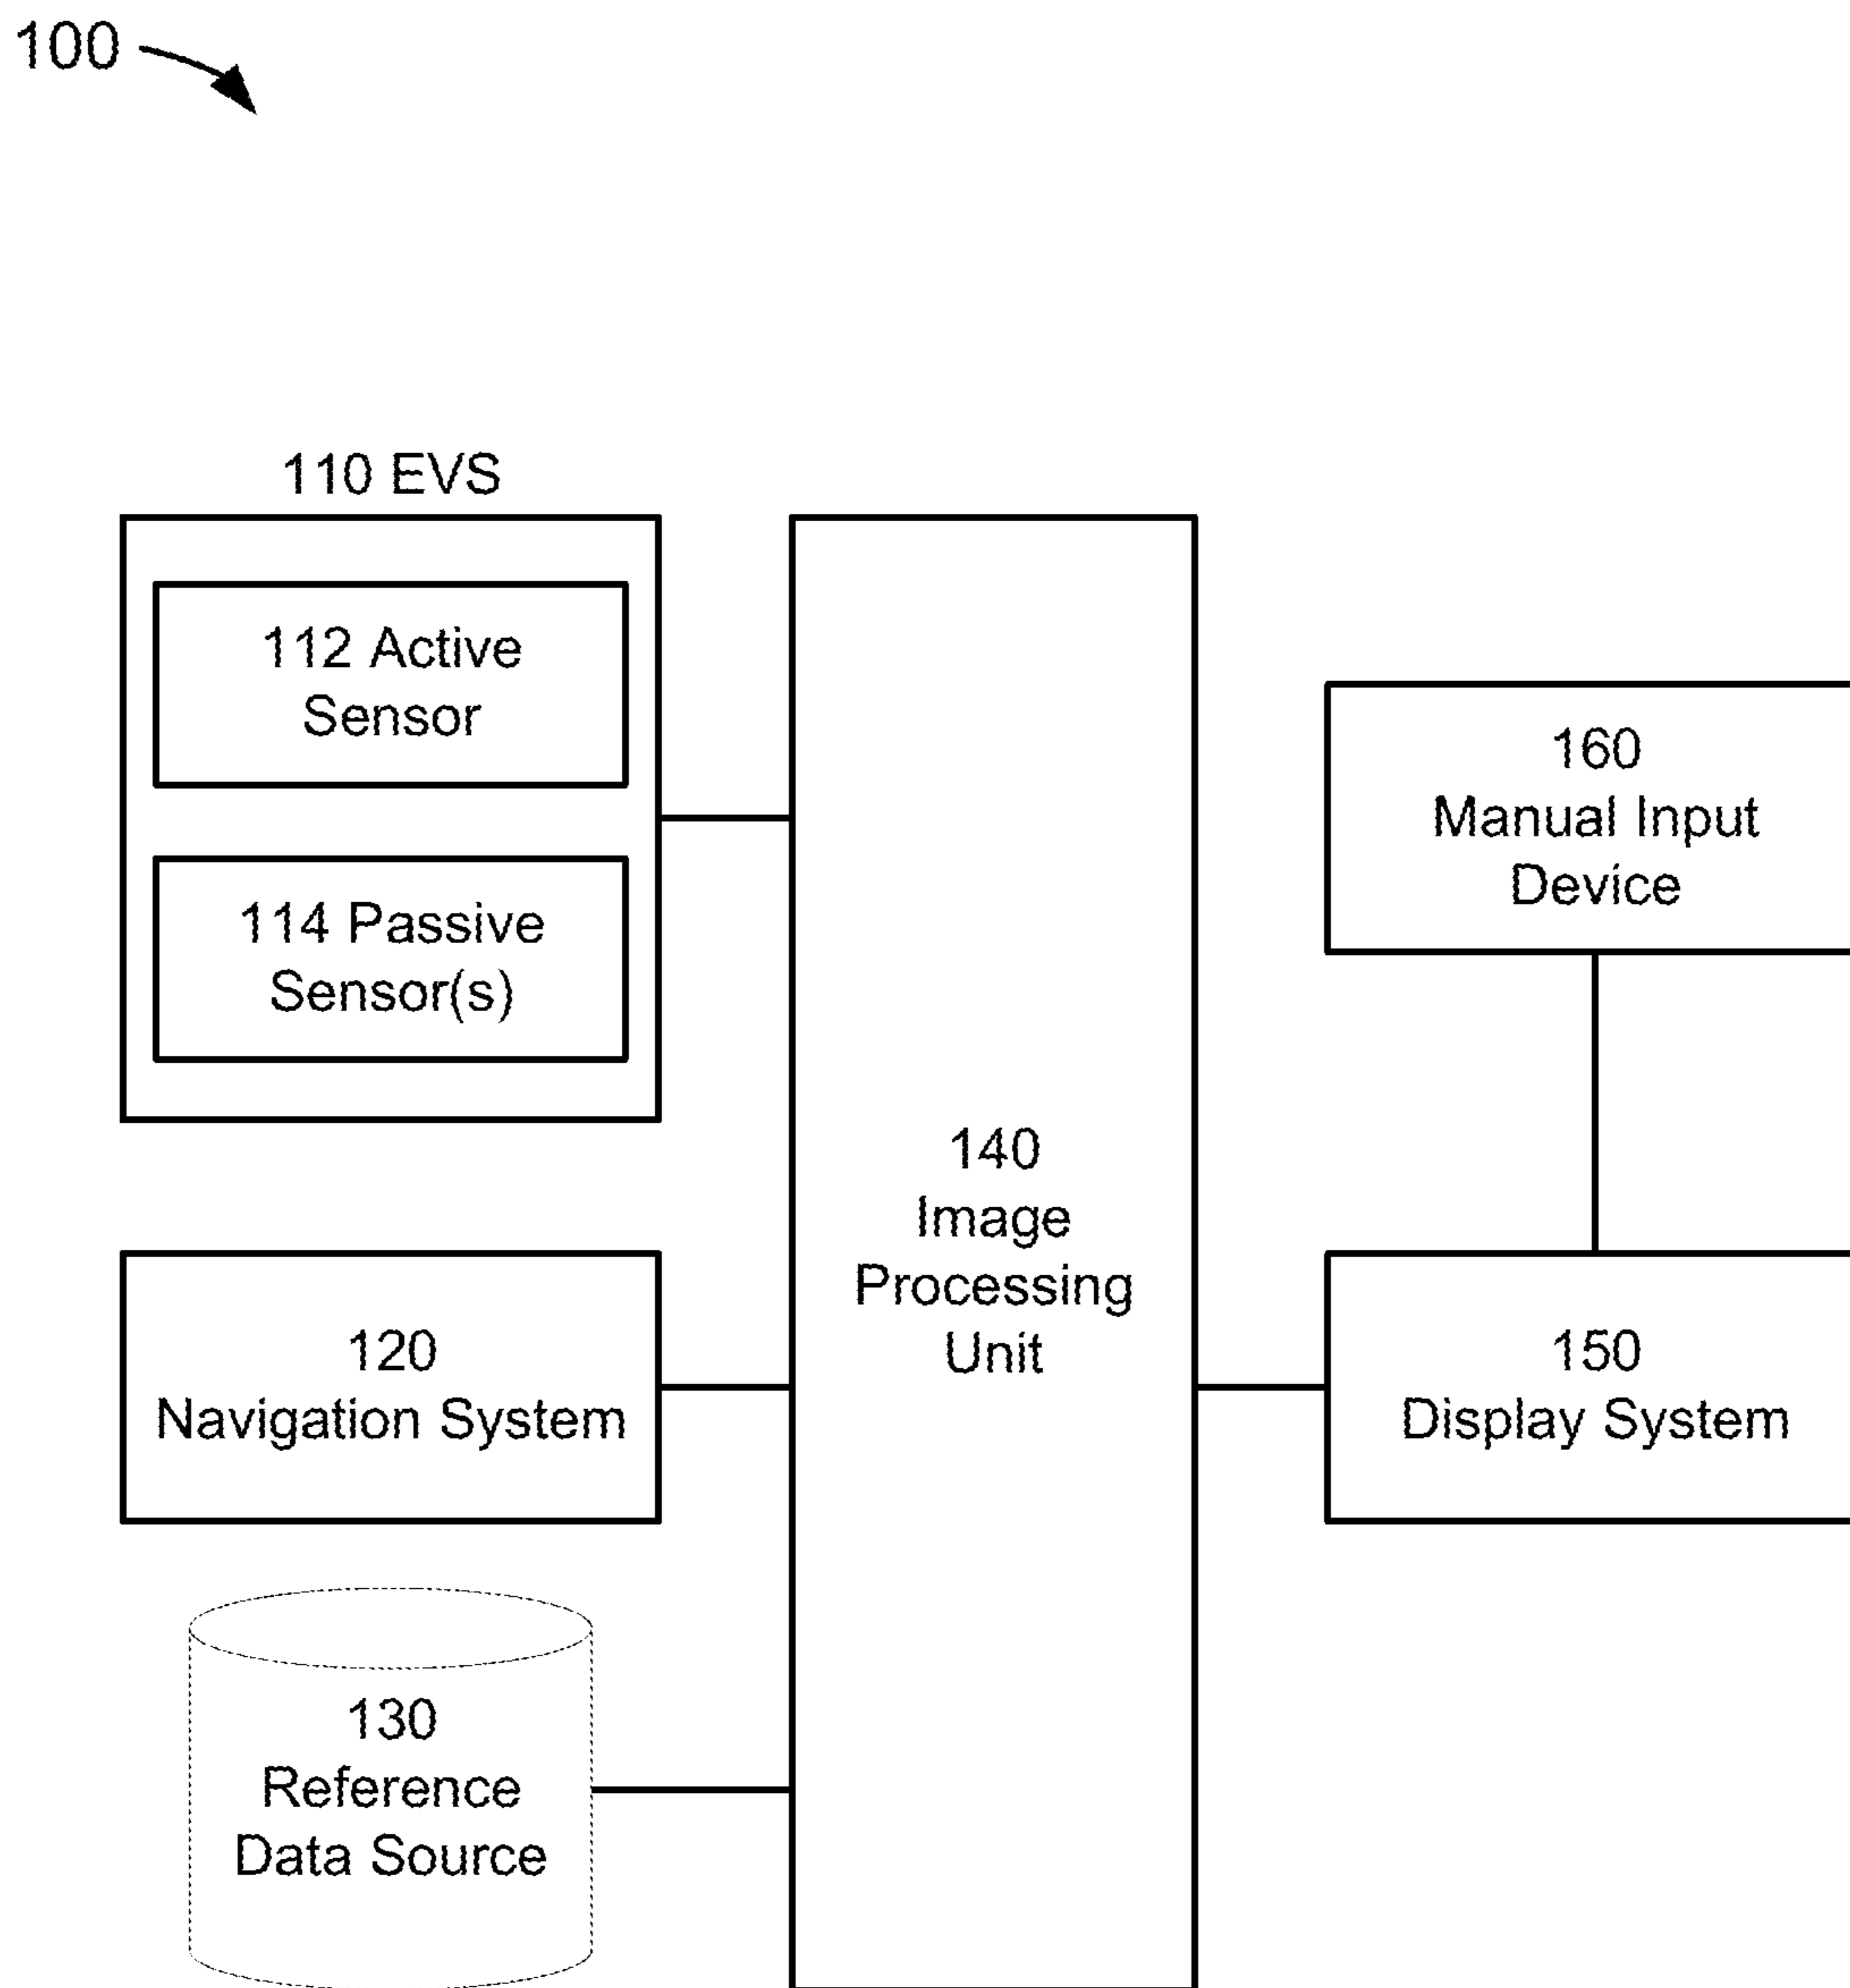 100
110 EVS
112 Active
Sensor
114 Passive
Sensor(s)
120
Navigation System
130
Reference
Data Source
140
Image
Processing
Unit
160
Manual Input
Device
150
Display System